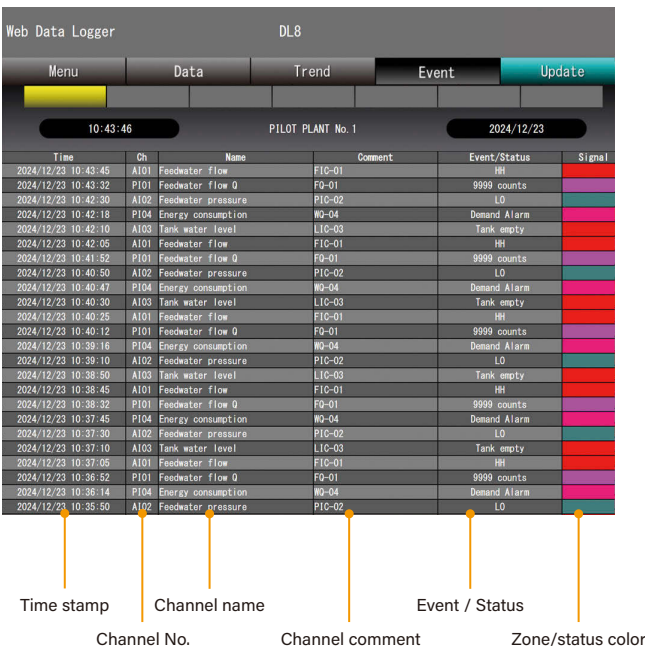 Web Data Logger DL8
Menu Data Trend Event Update
10:43:46 PILOT PLANT No.1 2024/12/23
Time Ch Name Comment Event/Status Signal
2024/12/23 10:43:45 AI01 Feedwater flow FIC-01 HH
2024/12/23 10:43:32 PI01 Feedwater flow Q FQ-01 9999 counts
2024/12/23 10:42:30 AI02 Feedwater pressure PIC-02 LO
2024/12/23 10:42:18 PI04 Energy consumption WQ-04 Demand Alarm
2024/12/23 10:42:10 AI03 Tank water level LIC-03 Tank empty
2024/12/23 10:42:05 AI01 Feedwater flow FIC-01 HH
2024/12/23 10:41:52 PI01 Feedwater flow Q FQ-01 9999 counts
2024/12/23 10:40:50 AI02 Feedwater pressure PIC-02 LO
2024/12/23 10:40:47 PI04 Energy consumption WQ-04 Demand Alarm
2024/12/23 10:40:30 AI03 Tank water level LIC-03 Tank empty
2024/12/23 10:40:25 AI01 Feedwater flow FIC-01 HH
2024/12/23 10:40:12 PI01 Feedwater flow Q FQ-01 9999 counts
2024/12/23 10:39:16 PI04 Energy consumption WQ-04 Demand Alarm
2024/12/23 10:39:10 AI02 Feedwater pressure PIC-02 LO
2024/12/23 10:38:50 AI03 Tank water level LIC-03 Tank empty
2024/12/23 10:38:45 AI01 Feedwater flow FIC-01 HH
2024/12/23 10:38:32 PI01 Feedwater flow Q FQ-01 9999 counts
2024/12/23 10:37:45 PI04 Energy consumption WQ-04 Demand Alarm
2024/12/23 10:37:30 AI02 Feedwater pressure PIC-02 LO
2024/12/23 10:37:10 AI03 Tank water level LIC-03 Tank empty
2024/12/23 10:37:05 AI01 Feedwater flow FIC-01 HH
2024/12/23 10:36:52 PI01 Feedwater flow Q FQ-01 9999 counts
2024/12/23 10:36:14 PI04 Energy consumption WQ-04 Demand Alarm
2024/12/23 10:35:50 AI02 Feedwater pressure PIC-02 LO
Time stamp Channel name Event / Status
Channel No. Channel comment Zone/status color